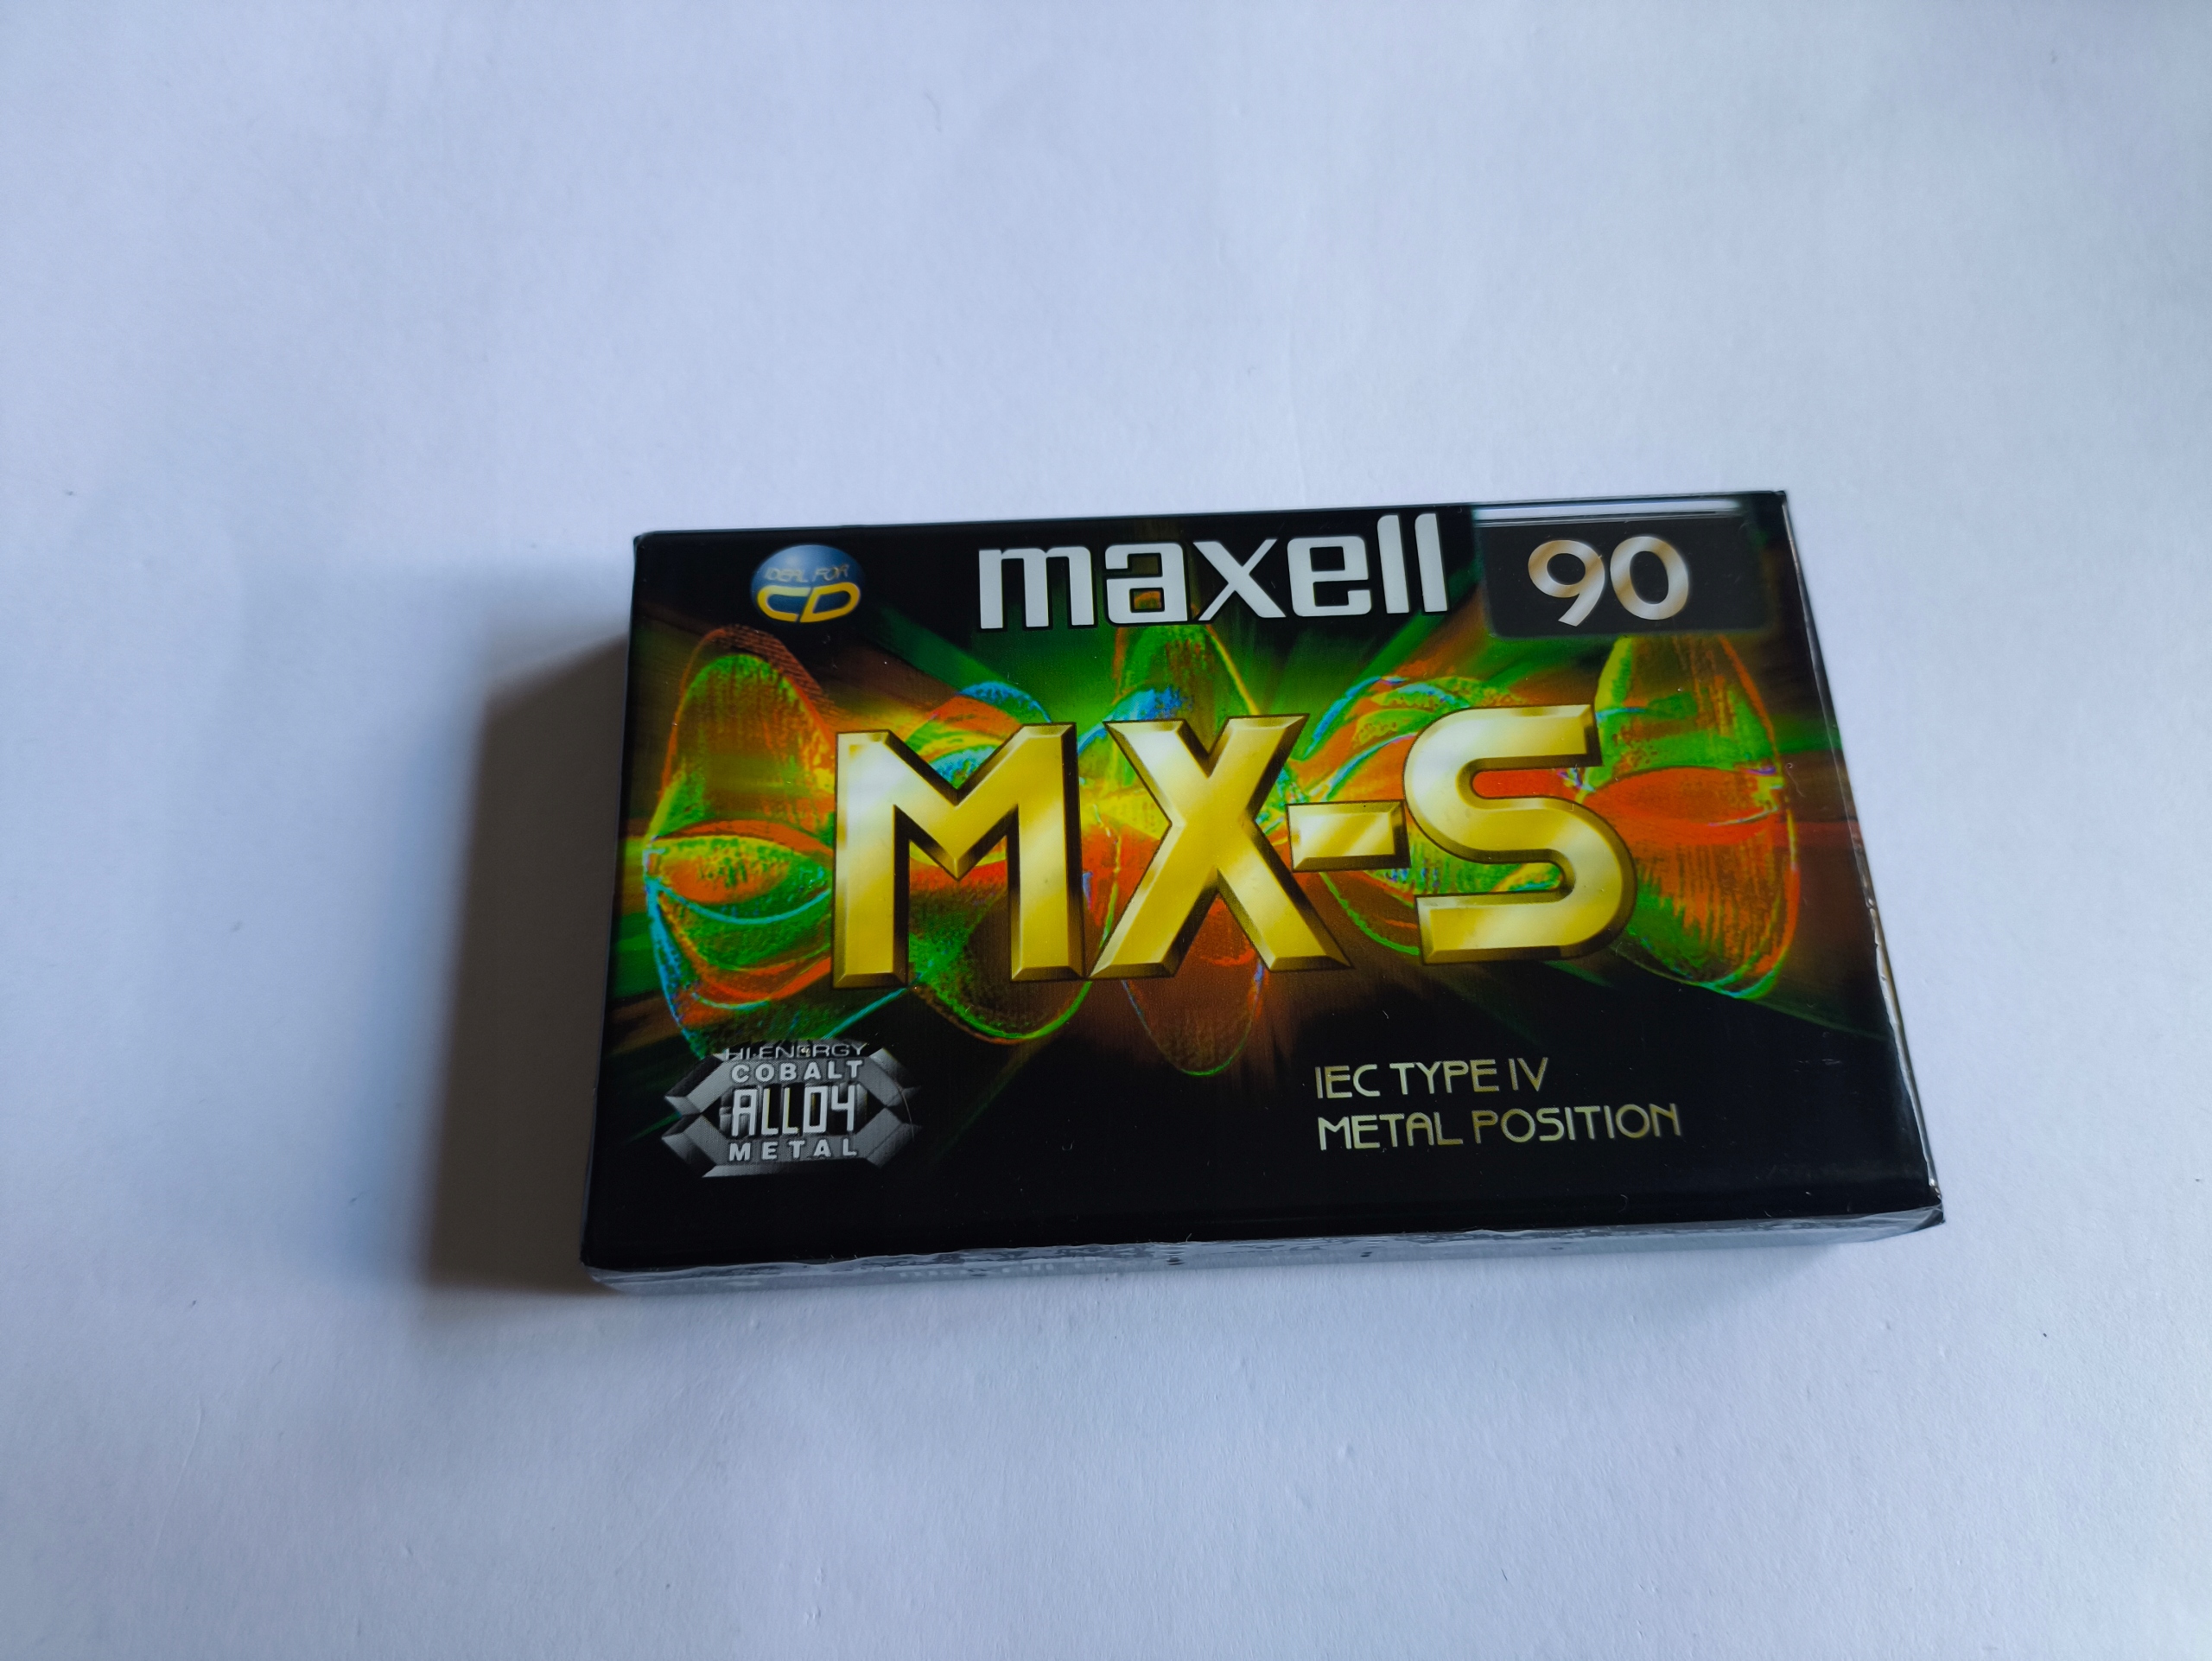 IDEAL FOR
CD
maxell
90
MX-S
HI-ENERGY
COBALT
ALLOY
METAL
IEC TYPE IV
METAL POSITION